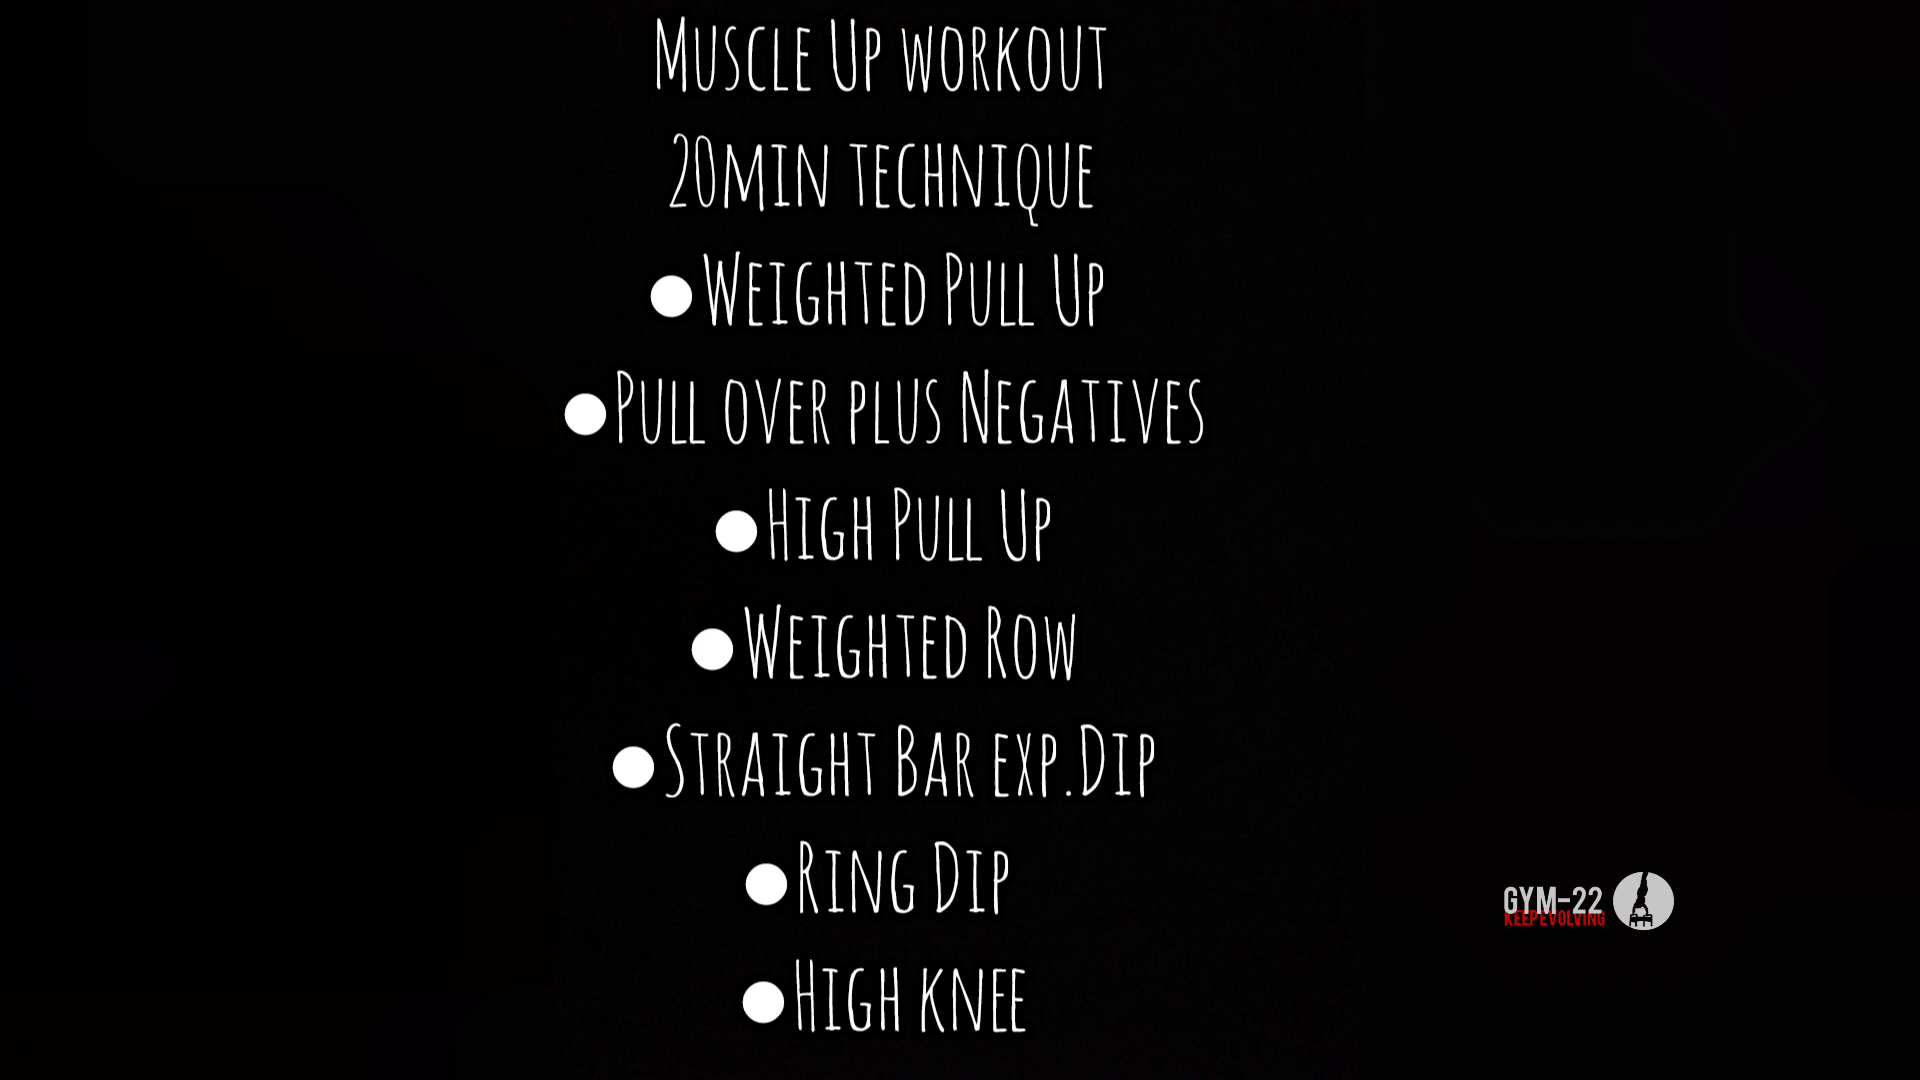 Muscle Up workout
20min technique
●Weighted Pull Up
●Pull over plus Negatives
●High Pull Up
●Weighted Row
●Straight Bar exp.Dip
●Ring Dip
●High knee
GYM-22
KEEPEVOLVING